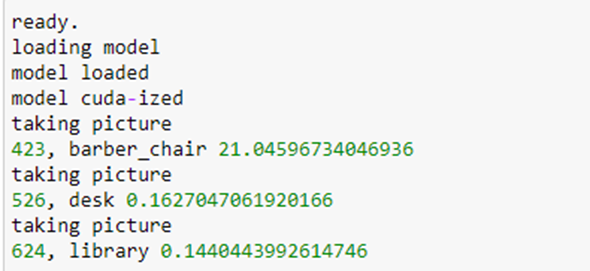 ready.
loading model
model loaded
model cuda-ized
taking picture
423, barber_chair 21.04596734046936
taking picture
526, desk 0.1627047061920166
taking picture
624, library 0.1440443992614746